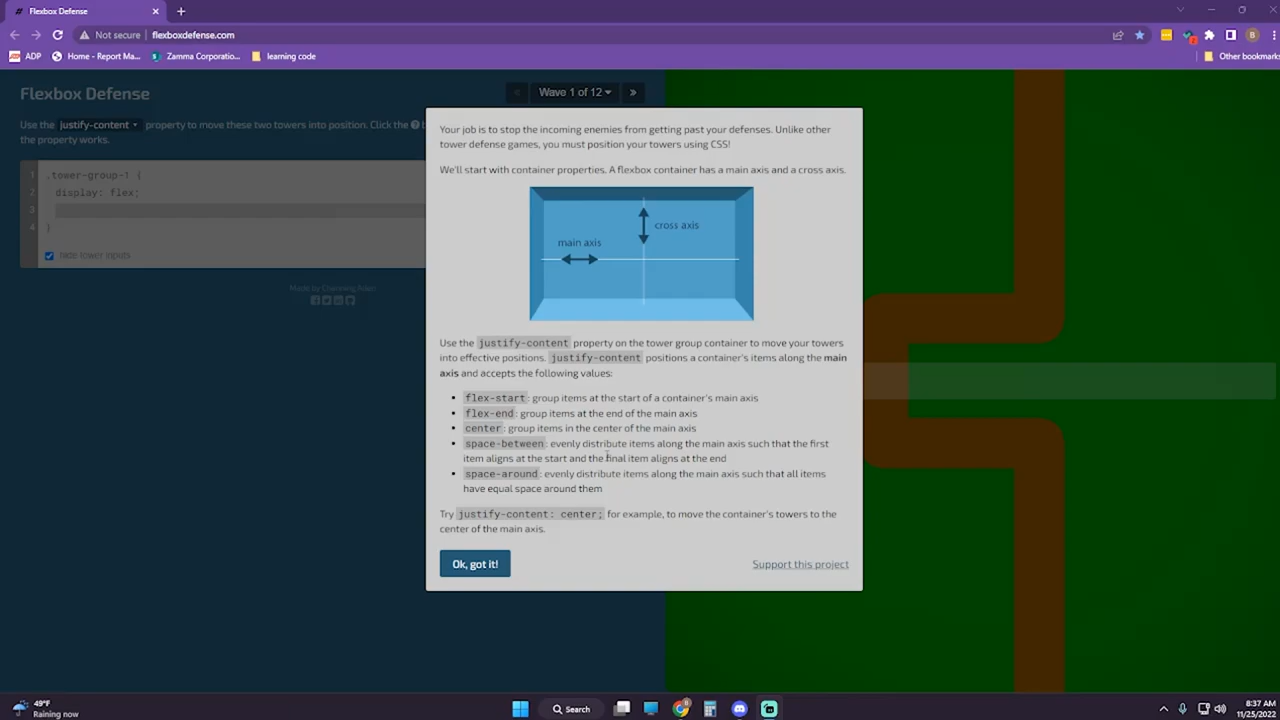 Flexbox Defense
Not secure
flexboxdefense.com
B
ADP
ADP
Home - Report Ma...
Zamma Corporatio...
learning code
Other bookmarks
Flexbox Defense
Wave 1 of 12
Use the justify-content property to move these two towers into position. Click the
the property works.
1 .tower-group-1 {
2 display: flex;
3
4 }
hide tower inputs
Made by Channing Allen
Your job is to stop the incoming enemies from getting past your defenses. Unlike other
tower defense games, you must position your towers using CSS!
We'll start with container properties. A flexbox container has a main axis and a cross axis.
cross axis
main axis
Use the justify-content property on the tower group container to move your towers
into effective positions. justify-content positions a container's items along the main
axis and accepts the following values:
flex-start: group items at the start of a container's main axis
flex-end: group items at the end of the main axis
center: group items in the center of the main axis
space-between: evenly distribute items along the main axis such that the first
item aligns at the start and the final item aligns at the end
space-around: evenly distribute items along the main axis such that all items
have equal space around them
Try justify-content: center; for example, to move the container's towers to the
center of the main axis.
Ok, got it!
Support this project
49°F
Raining now
Search
8:37 AM
11/25/2022